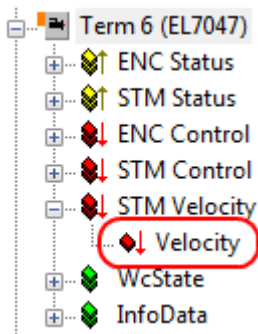 Term 6 (EL7047)
ENC Status
STM Status
ENC Control
STM Control
STM Velocity
Velocity
WcState
InfoData